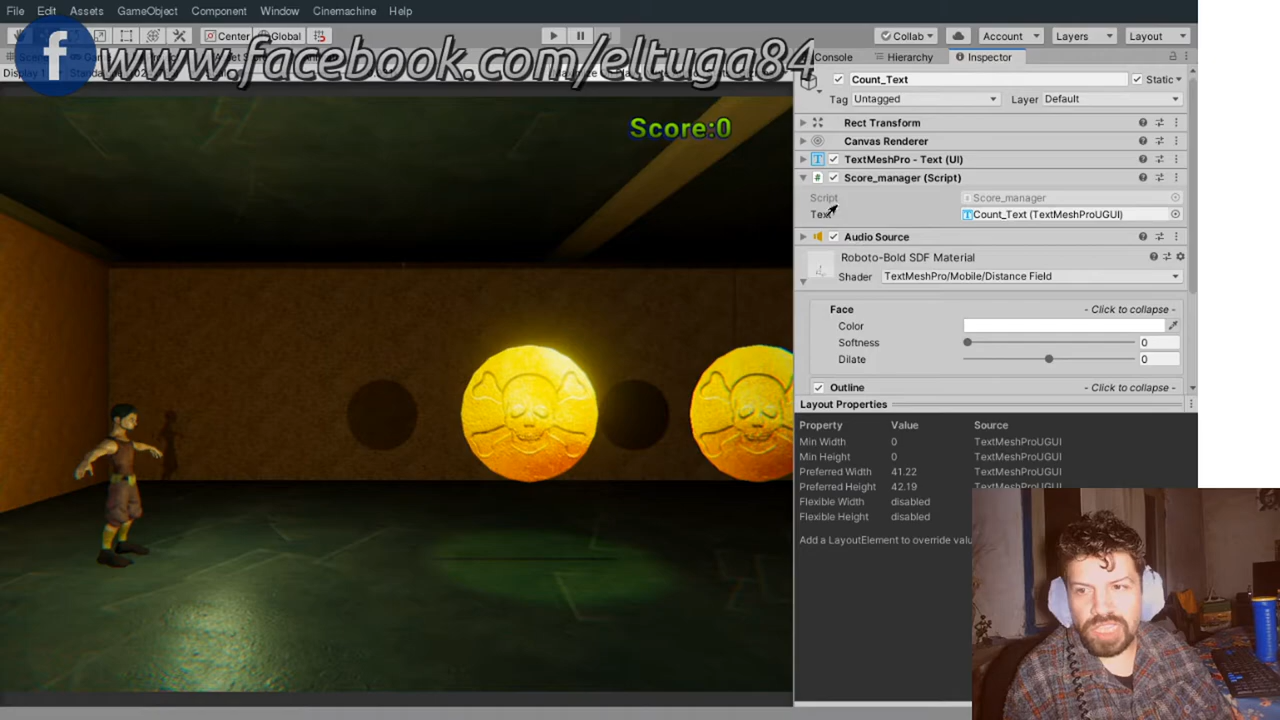 File Edit Assets GameObject Component Window Cinemachine Help
Center Global Collab Account Layers Layout
www.facebook.com/eltuga84
Console Hierarchy Inspector
Display 1
Count_Text Static
Tag Untagged Layer Default
Score:0
Rect Transform
Canvas Renderer
TextMeshPro - Text (UI)
Score_manager (Script)
Script Score_manager
Text Count_Text (TextMeshProUGUI)
Audio Source
Roboto-Bold SDF Material
Shader TextMeshPro/Mobile/Distance Field
Face - Click to collapse -
Color
Softness 0
Dilate 0
Outline - Click to collapse -
Layout Properties
Property Value Source
Min Width 0 TextMeshProUGUI
Min Height 0 TextMeshProUGUI
Preferred Width 41.22 TextMeshProUGUI
Preferred Height 42.19 TextMeshProUGUI
Flexible Width disabled
Flexible Height disabled
Add a LayoutElement to override